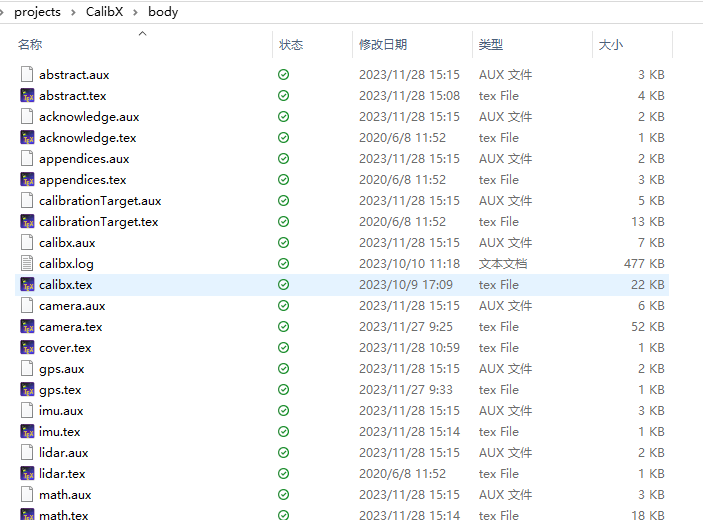 projects > CalibX > body
名称 状态 修改日期 类型 大小
abstract.aux 2023/11/28 15:15 AUX 文件 3 KB
abstract.tex 2023/11/28 15:08 tex File 4 KB
acknowledge.aux 2023/11/28 15:15 AUX 文件 2 KB
acknowledge.tex 2020/6/8 11:52 tex File 1 KB
appendices.aux 2023/11/28 15:15 AUX 文件 2 KB
appendices.tex 2020/6/8 11:52 tex File 3 KB
calibrationTarget.aux 2023/11/28 15:15 AUX 文件 5 KB
calibrationTarget.tex 2020/6/8 11:52 tex File 13 KB
calibx.aux 2023/11/28 15:15 AUX 文件 7 KB
calibx.log 2023/10/10 11:18 文本文档 477 KB
calibx.tex 2023/10/9 17:09 tex File 22 KB
camera.aux 2023/11/28 15:15 AUX 文件 6 KB
camera.tex 2023/11/27 9:25 tex File 52 KB
cover.tex 2023/11/28 10:59 tex File 1 KB
gps.aux 2023/11/28 15:15 AUX 文件 2 KB
gps.tex 2023/11/27 9:33 tex File 1 KB
imu.aux 2023/11/28 15:15 AUX 文件 3 KB
imu.tex 2023/11/28 15:14 tex File 1 KB
lidar.aux 2023/11/28 15:15 AUX 文件 2 KB
lidar.tex 2020/6/8 11:52 tex File 1 KB
math.aux 2023/11/28 15:15 AUX 文件 3 KB
math.tex 2023/11/28 15:14 tex File 18 KB